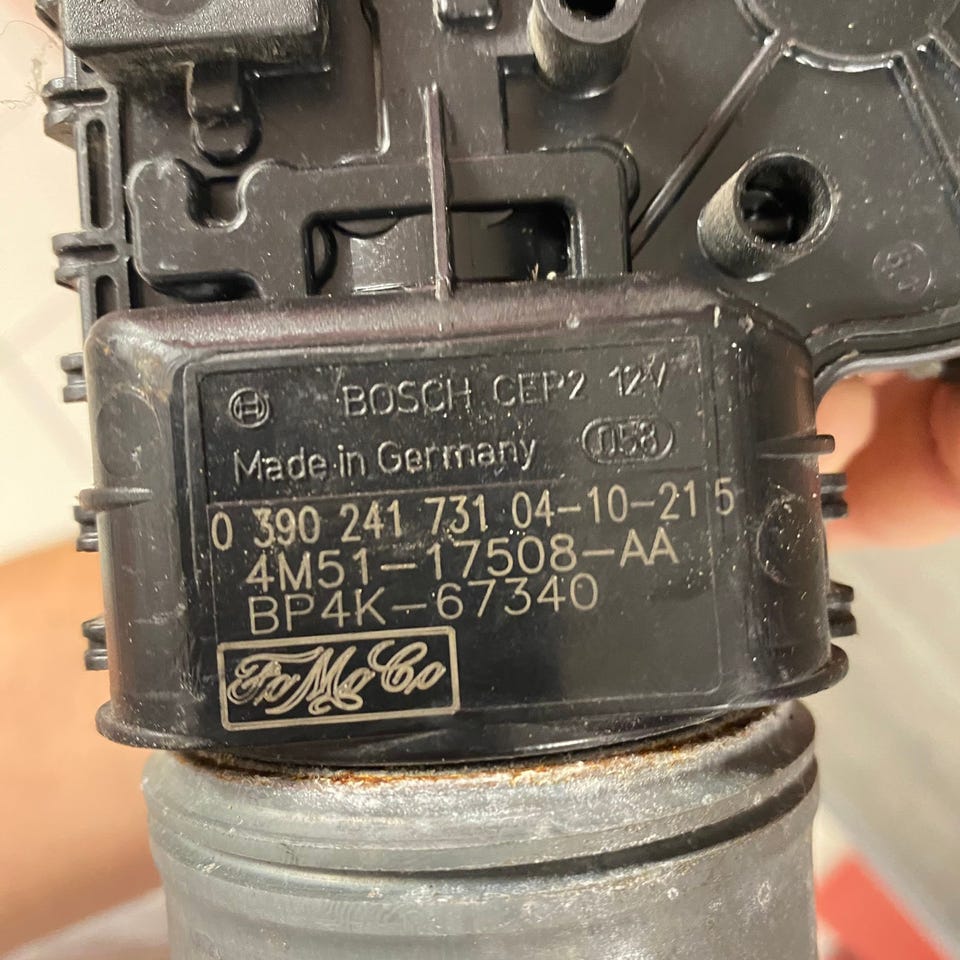 BOSCH CEP2 12V
Made in Germany 058
0 390 241 731 04-10-21 5
4M51-17508-AA
BP4K-67340
FoMoCo